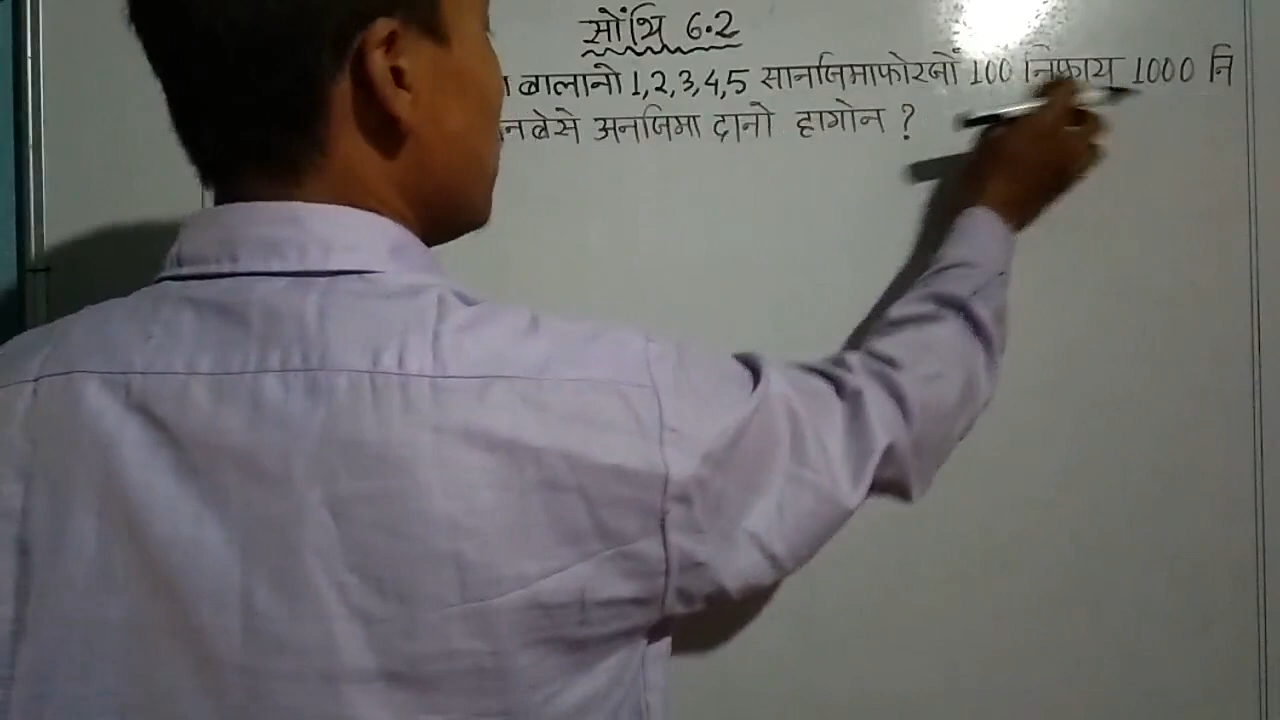 सोंथि 6.2
बालानो 1,2,3,4,5 सानजिमाफोरजों 100 निफ्राय 1000 नि
बेसे अनजिमा दानो हागोन ?